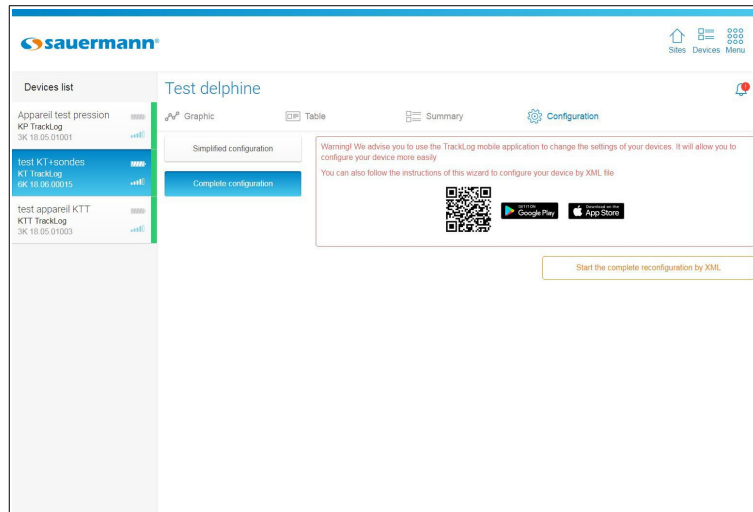 sauermann®
Sites Devices Menu
Devices list
Test delphine
Appareil test pression
KP TrackLog
3K 18.05.01001
test KT+sondes
KT TrackLog
6K 18.06.00015
test appareil KTT
KTT TrackLog
3K 18.05.01003
Graphic Table Summary Configuration
Simplified configuration
Complete configuration
Warning! We advise you to use the TrackLog mobile application to change the settings of your devices. It will allow you to
configure your device more easily
You can also follow the instructions of this wizard to configure your device by XML file
GET IT ON
Google Play
Download on the
App Store
Start the complete reconfiguration by XML